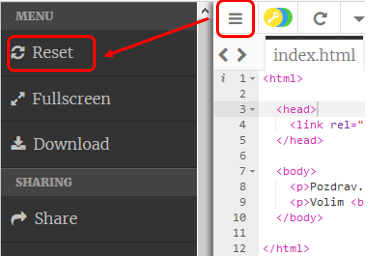 MENU
Reset
Fullscreen
Download
SHARING
Share
index.html
i 1 <html>
2
3 <head>
4 <link rel="
5 </head>
6
7 <body>
8 <p>Pozdrav.
9 <p>Volim <b
10 </body>
11
12 </html>